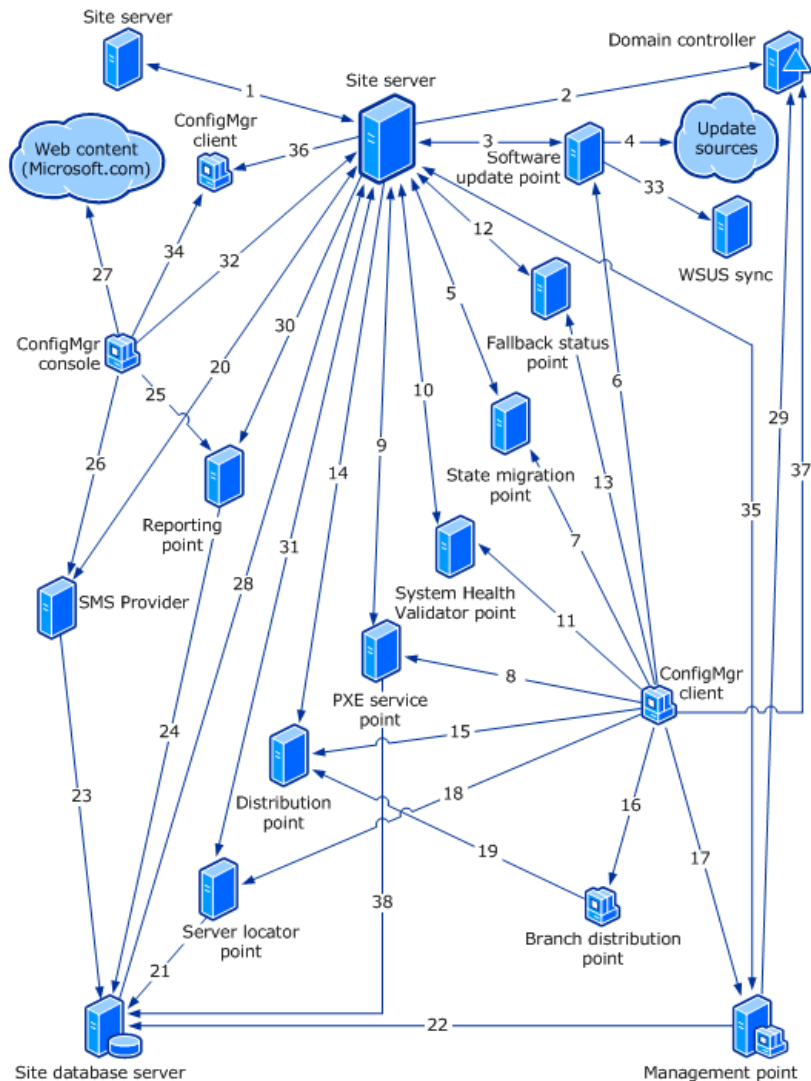 Site server
Domain controller
Site server
1
2
ConfigMgr
client
Web content
(Microsoft.com)
36
3
Software
update point
4
Update
sources
33
12
WSUS sync
34
32
27
5
30
Fallback status
point
ConfigMgr
console
20
25
10
6
9
29
37
26
14
State migration
point
13
35
Reporting
point
31
7
28
System Health
Validator point
SMS Provider
11
ConfigMgr
client
8
PXE service
point
24
15
23
Distribution
point
18
16
17
19
38
Server locator
point
Branch distribution
point
21
22
Site database server
Management point